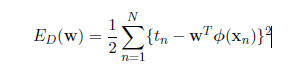 E_D(w) = \frac{1}{2} \sum_{n=1}^{N} \{t_n - w^T \phi(x_n)\}^2